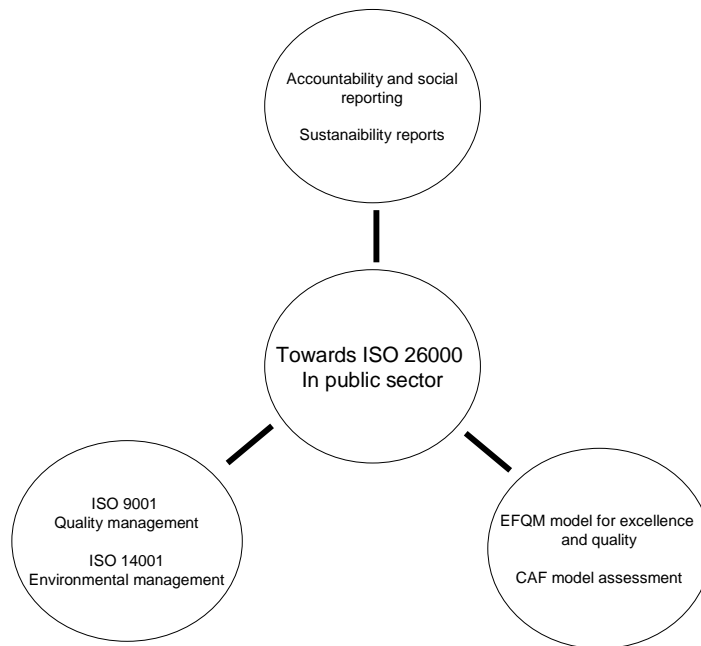 Accountability and social
reporting
Sustanaibility reports
Towards ISO 26000
In public sector
ISO 9001
Quality management
ISO 14001
Environmental management
EFQM model for excellence
and quality
CAF model assessment